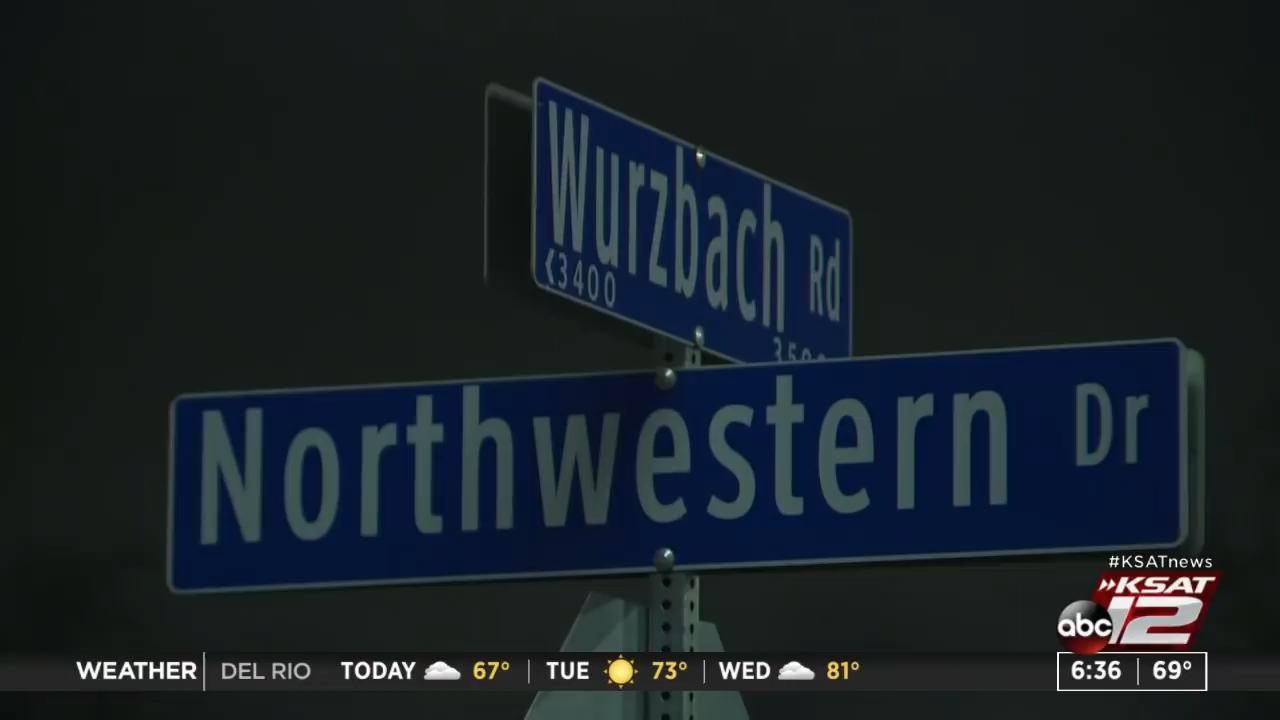 Wurzbach Rd
<3400
Northwestern Dr
#KSATnews
KSAT
abc 12
WEATHER DEL RIO TODAY 67° TUE 73° WED 81° 6:36 69°